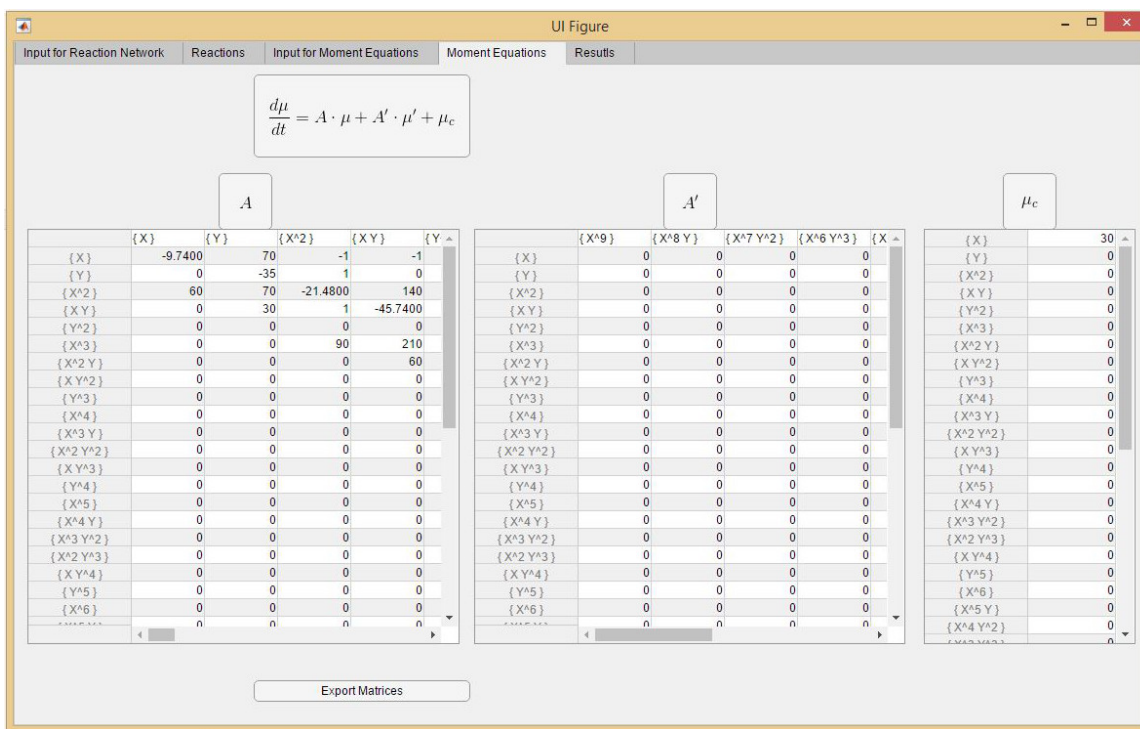 UI Figure
Input for Reaction Network Reactions Input for Moment Equations Moment Equations Resutls
dμ/dt = A · μ + A′ · μ′ + μc
A A′ μc
{X} {Y} {X^2} {X Y} {Y
{X} -9.7400 70 -1 -1
{Y} 0 -35 1 0
{X^2} 60 70 -21.4800 140
{X Y} 0 30 1 -45.7400
{Y^2} 0 0 0 0
{X^3} 0 0 90 210
{X^2 Y} 0 0 0 60
{X Y^2} 0 0 0 0
{Y^3} 0 0 0 0
{X^4} 0 0 0 0
{X^3 Y} 0 0 0 0
{X^2 Y^2} 0 0 0 0
{X Y^3} 0 0 0 0
{Y^4} 0 0 0 0
{X^5} 0 0 0 0
{X^4 Y} 0 0 0 0
{X^3 Y^2} 0 0 0 0
{X^2 Y^3} 0 0 0 0
{X Y^4} 0 0 0 0
{Y^5} 0 0 0 0
{X^6} 0 0 0 0
{X^9} {X^8 Y} {X^7 Y^2} {X^6 Y^3} {X
{X} 0 0 0 0
{Y} 0 0 0 0
{X^2} 0 0 0 0
{X Y} 0 0 0 0
{Y^2} 0 0 0 0
{X^3} 0 0 0 0
{X^2 Y} 0 0 0 0
{X Y^2} 0 0 0 0
{Y^3} 0 0 0 0
{X^4} 0 0 0 0
{X^3 Y} 0 0 0 0
{X^2 Y^2} 0 0 0 0
{X Y^3} 0 0 0 0
{Y^4} 0 0 0 0
{X^5} 0 0 0 0
{X^4 Y} 0 0 0 0
{X^3 Y^2} 0 0 0 0
{X^2 Y^3} 0 0 0 0
{X Y^4} 0 0 0 0
{Y^5} 0 0 0 0
{X^6} 0 0 0 0
{X} 30
{Y} 0
{X^2} 0
{X Y} 0
{Y^2} 0
{X^3} 0
{X^2 Y} 0
{X Y^2} 0
{Y^3} 0
{X^4} 0
{X^3 Y} 0
{X^2 Y^2} 0
{X Y^3} 0
{Y^4} 0
{X^5} 0
{X^4 Y} 0
{X^3 Y^2} 0
{X^2 Y^3} 0
{X Y^4} 0
{Y^5} 0
{X^6} 0
{X^5 Y} 0
{X^4 Y^2} 0
Export Matrices